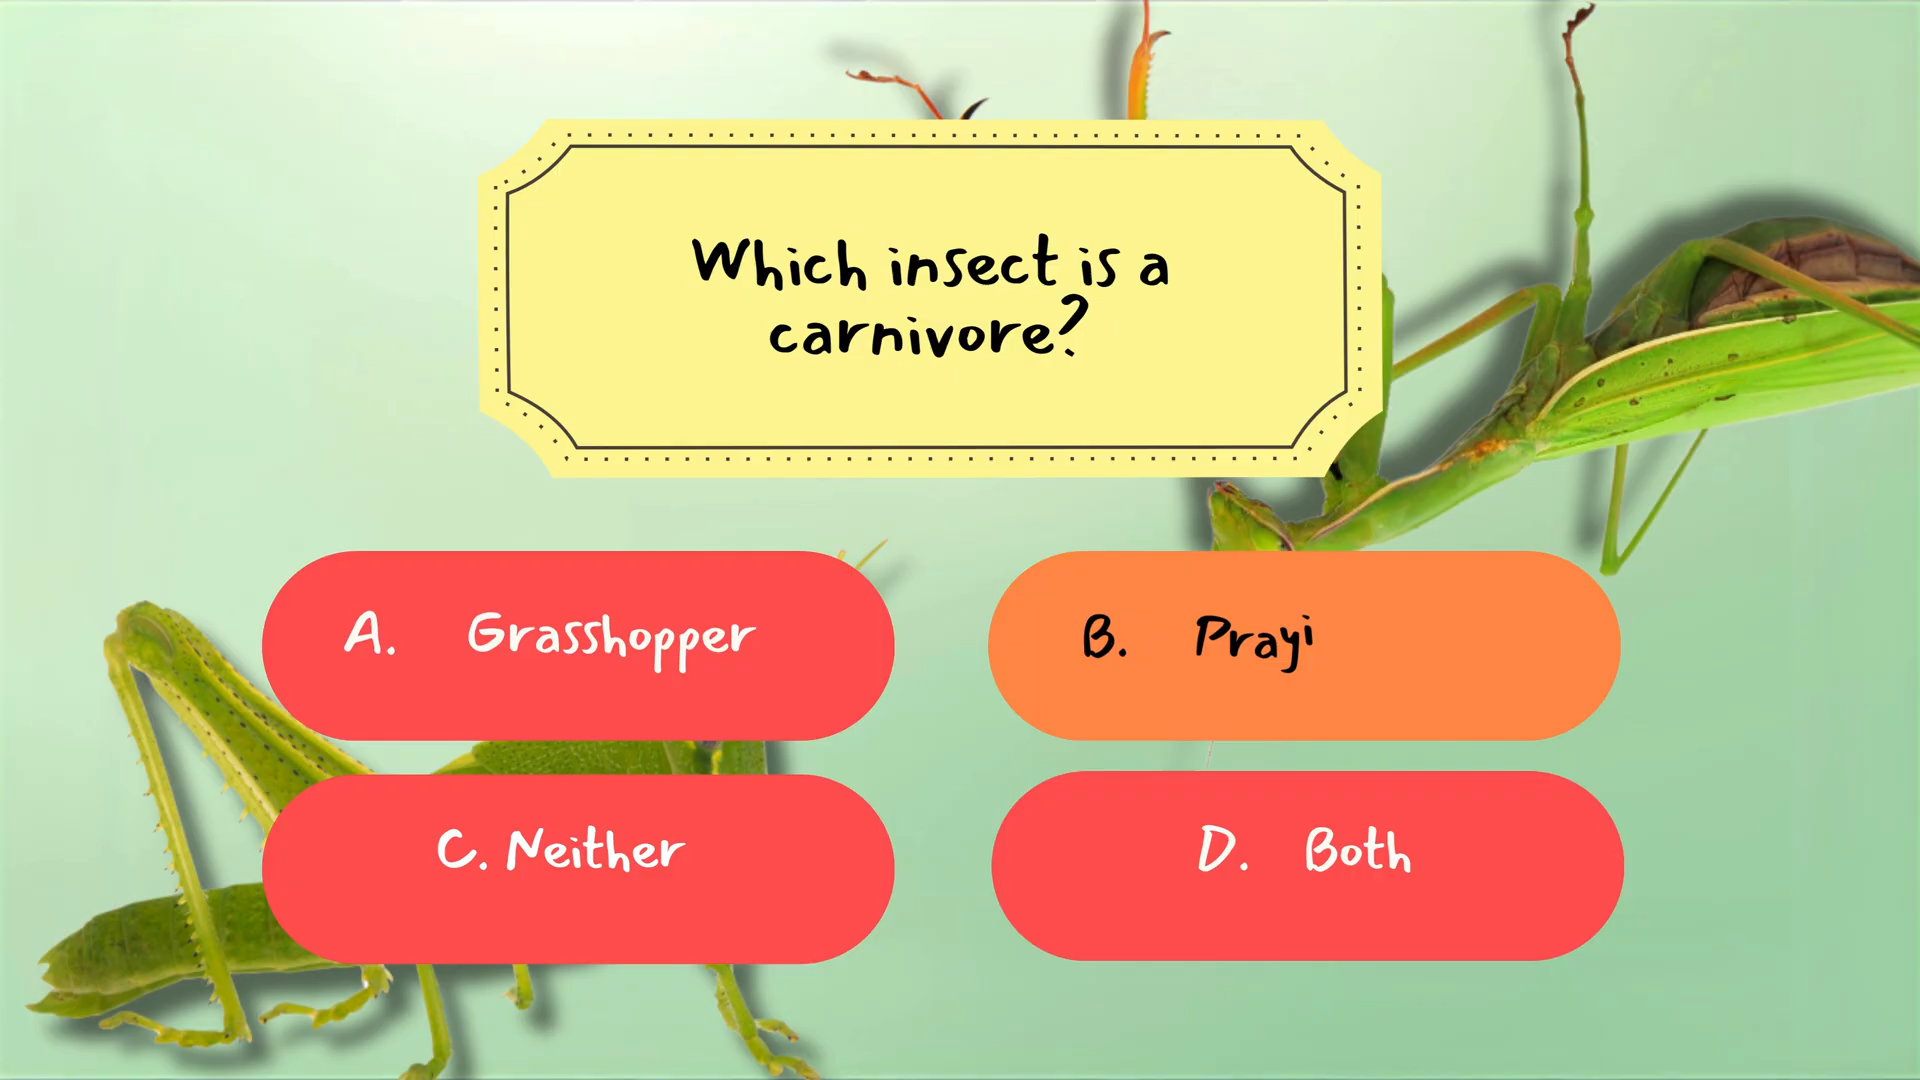 Which insect is a
carnivore?
A. Grasshopper
B. Prayi
C. Neither
D. Both